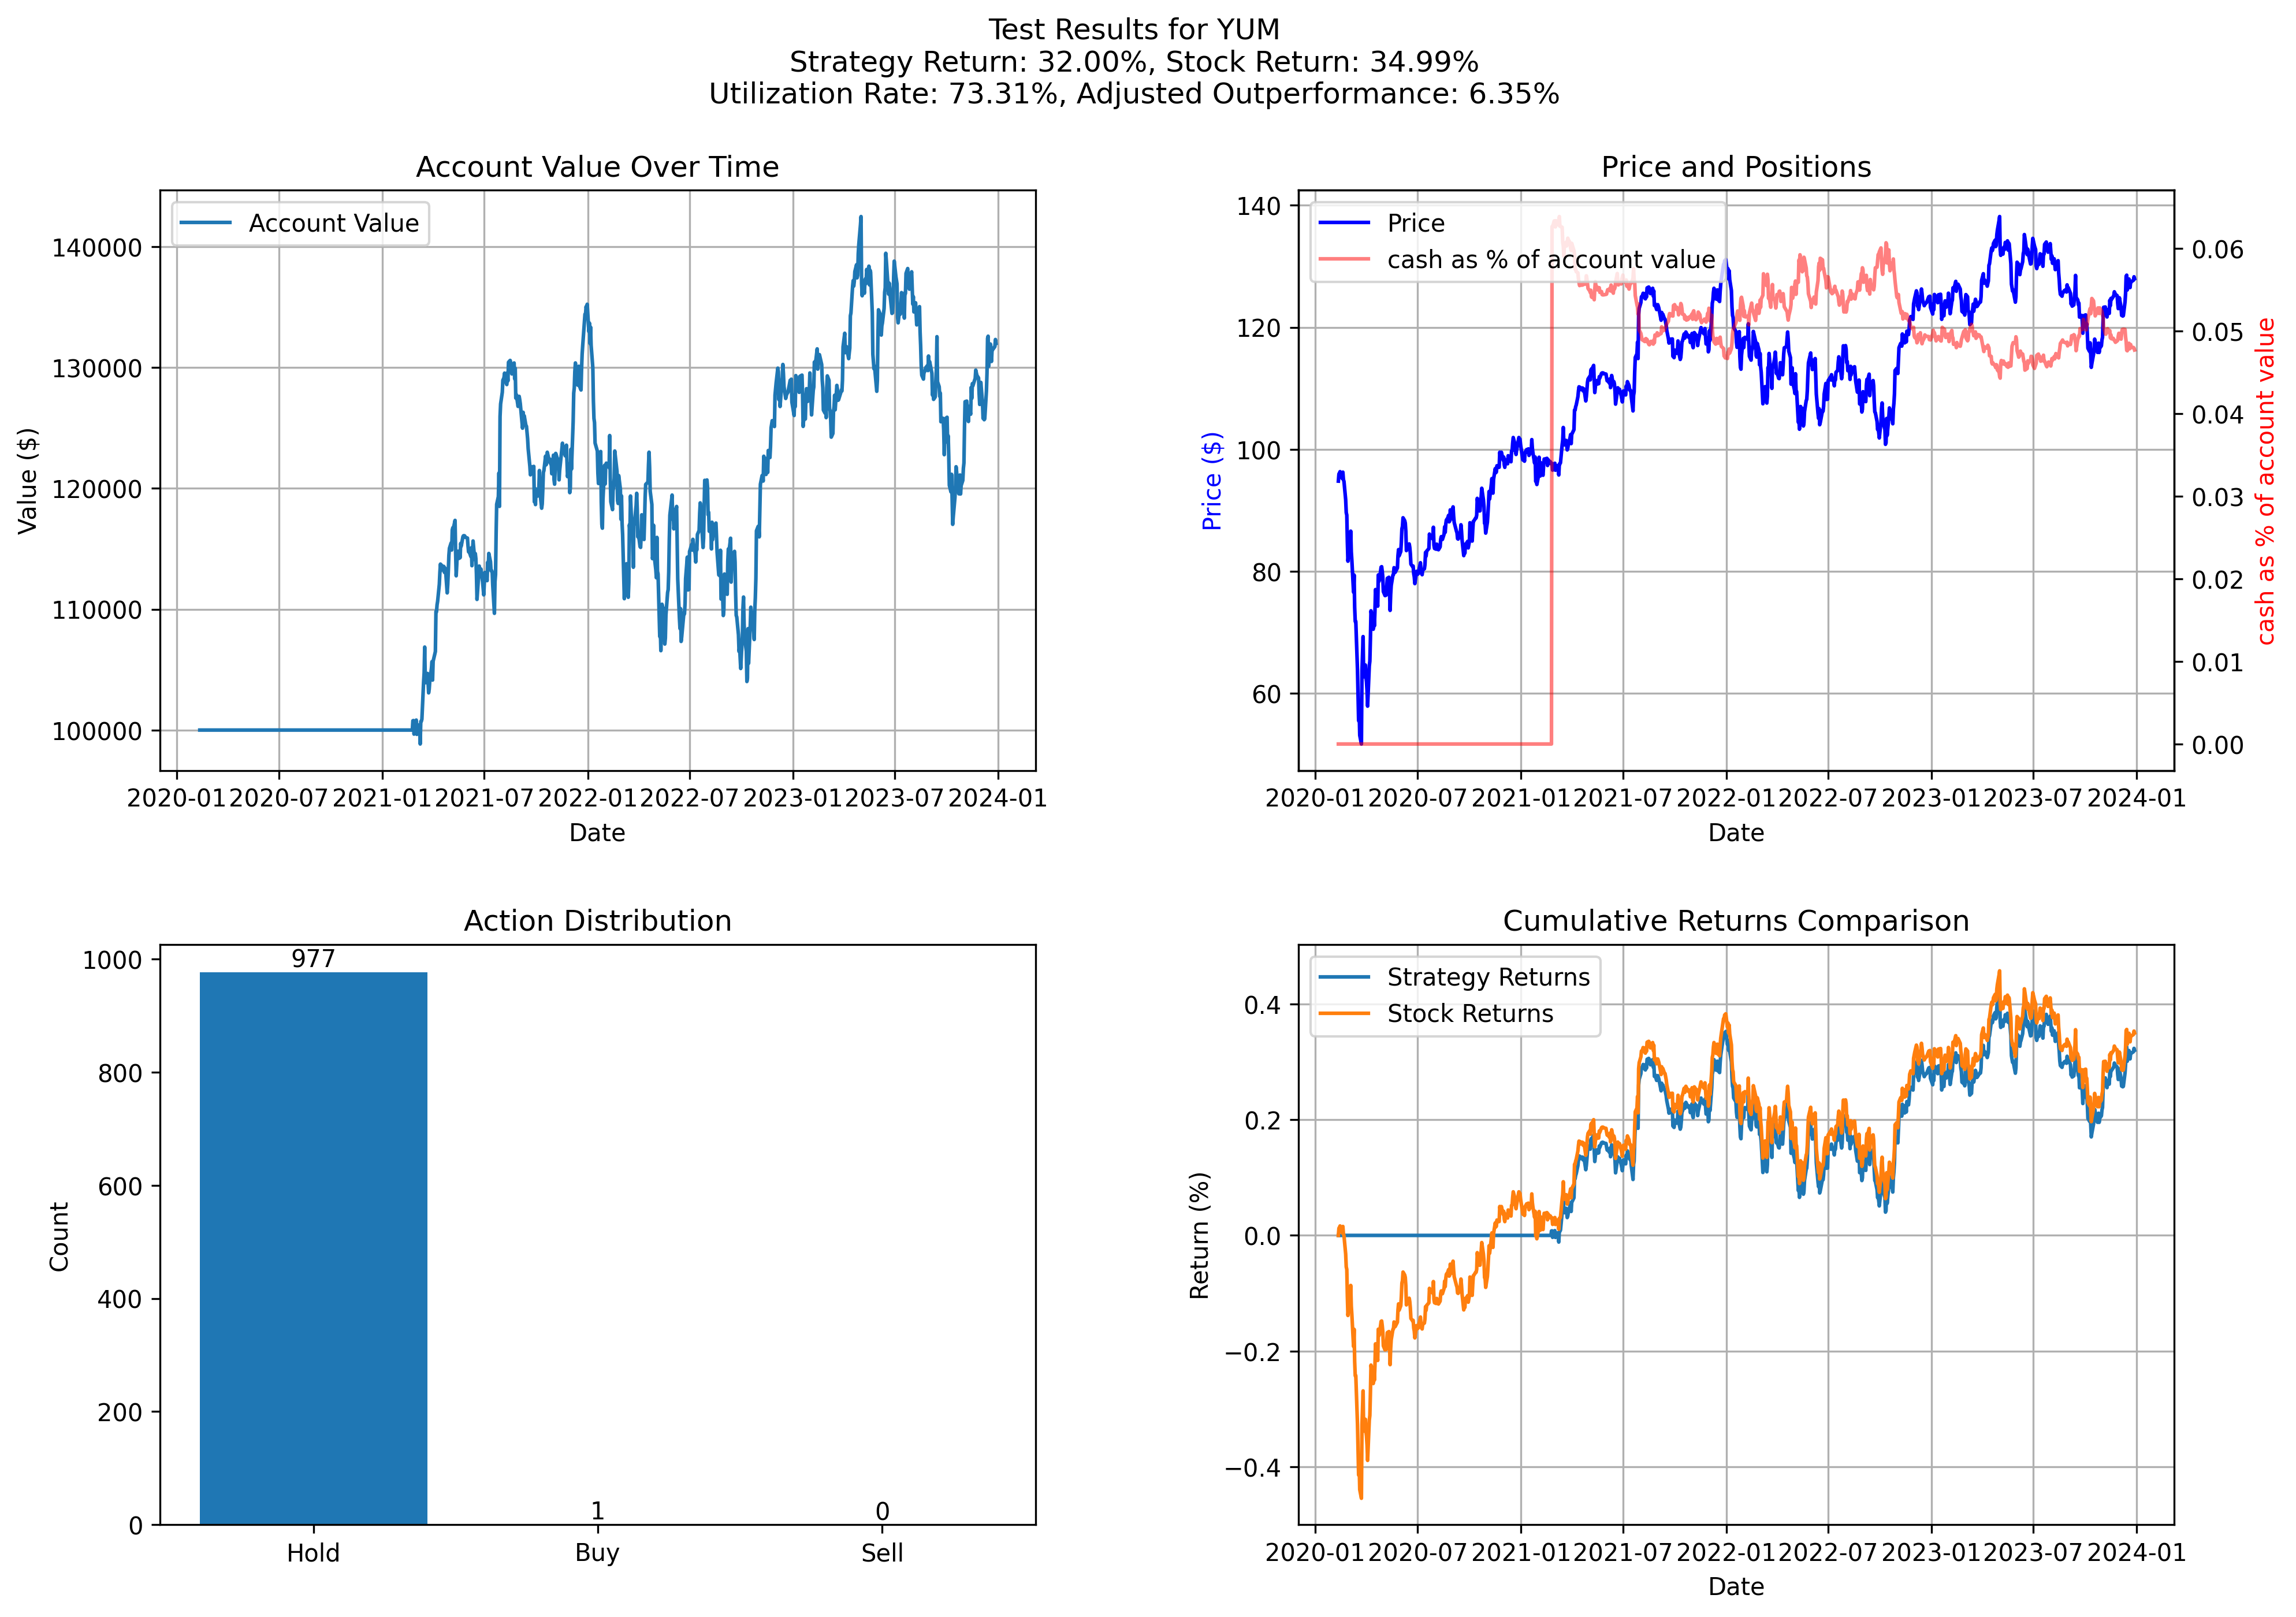 Test Results for YUM
Strategy Return: 32.00%, Stock Return: 34.99%
Utilization Rate: 73.31%, Adjusted Outperformance: 6.35%
Account Value Over Time
Account Value
140000
130000
120000
110000
100000
Value ($)
2020-01 2020-07 2021-01 2021-07 2022-01 2022-07 2023-01 2023-07 2024-01
Date
Price and Positions
Price
cash as % of account value
140
120
100
80
60
Price ($)
0.06
0.05
0.04
0.03
0.02
0.01
0.00
cash as % of account value
2020-01 2020-07 2021-01 2021-07 2022-01 2022-07 2023-01 2023-07 2024-01
Date
Action Distribution
1000
800
600
400
200
0
Count
977
1
0
Hold Buy Sell
Cumulative Returns Comparison
Strategy Returns
Stock Returns
0.4
0.2
0.0
−0.2
−0.4
Return (%)
2020-01 2020-07 2021-01 2021-07 2022-01 2022-07 2023-01 2023-07 2024-01
Date